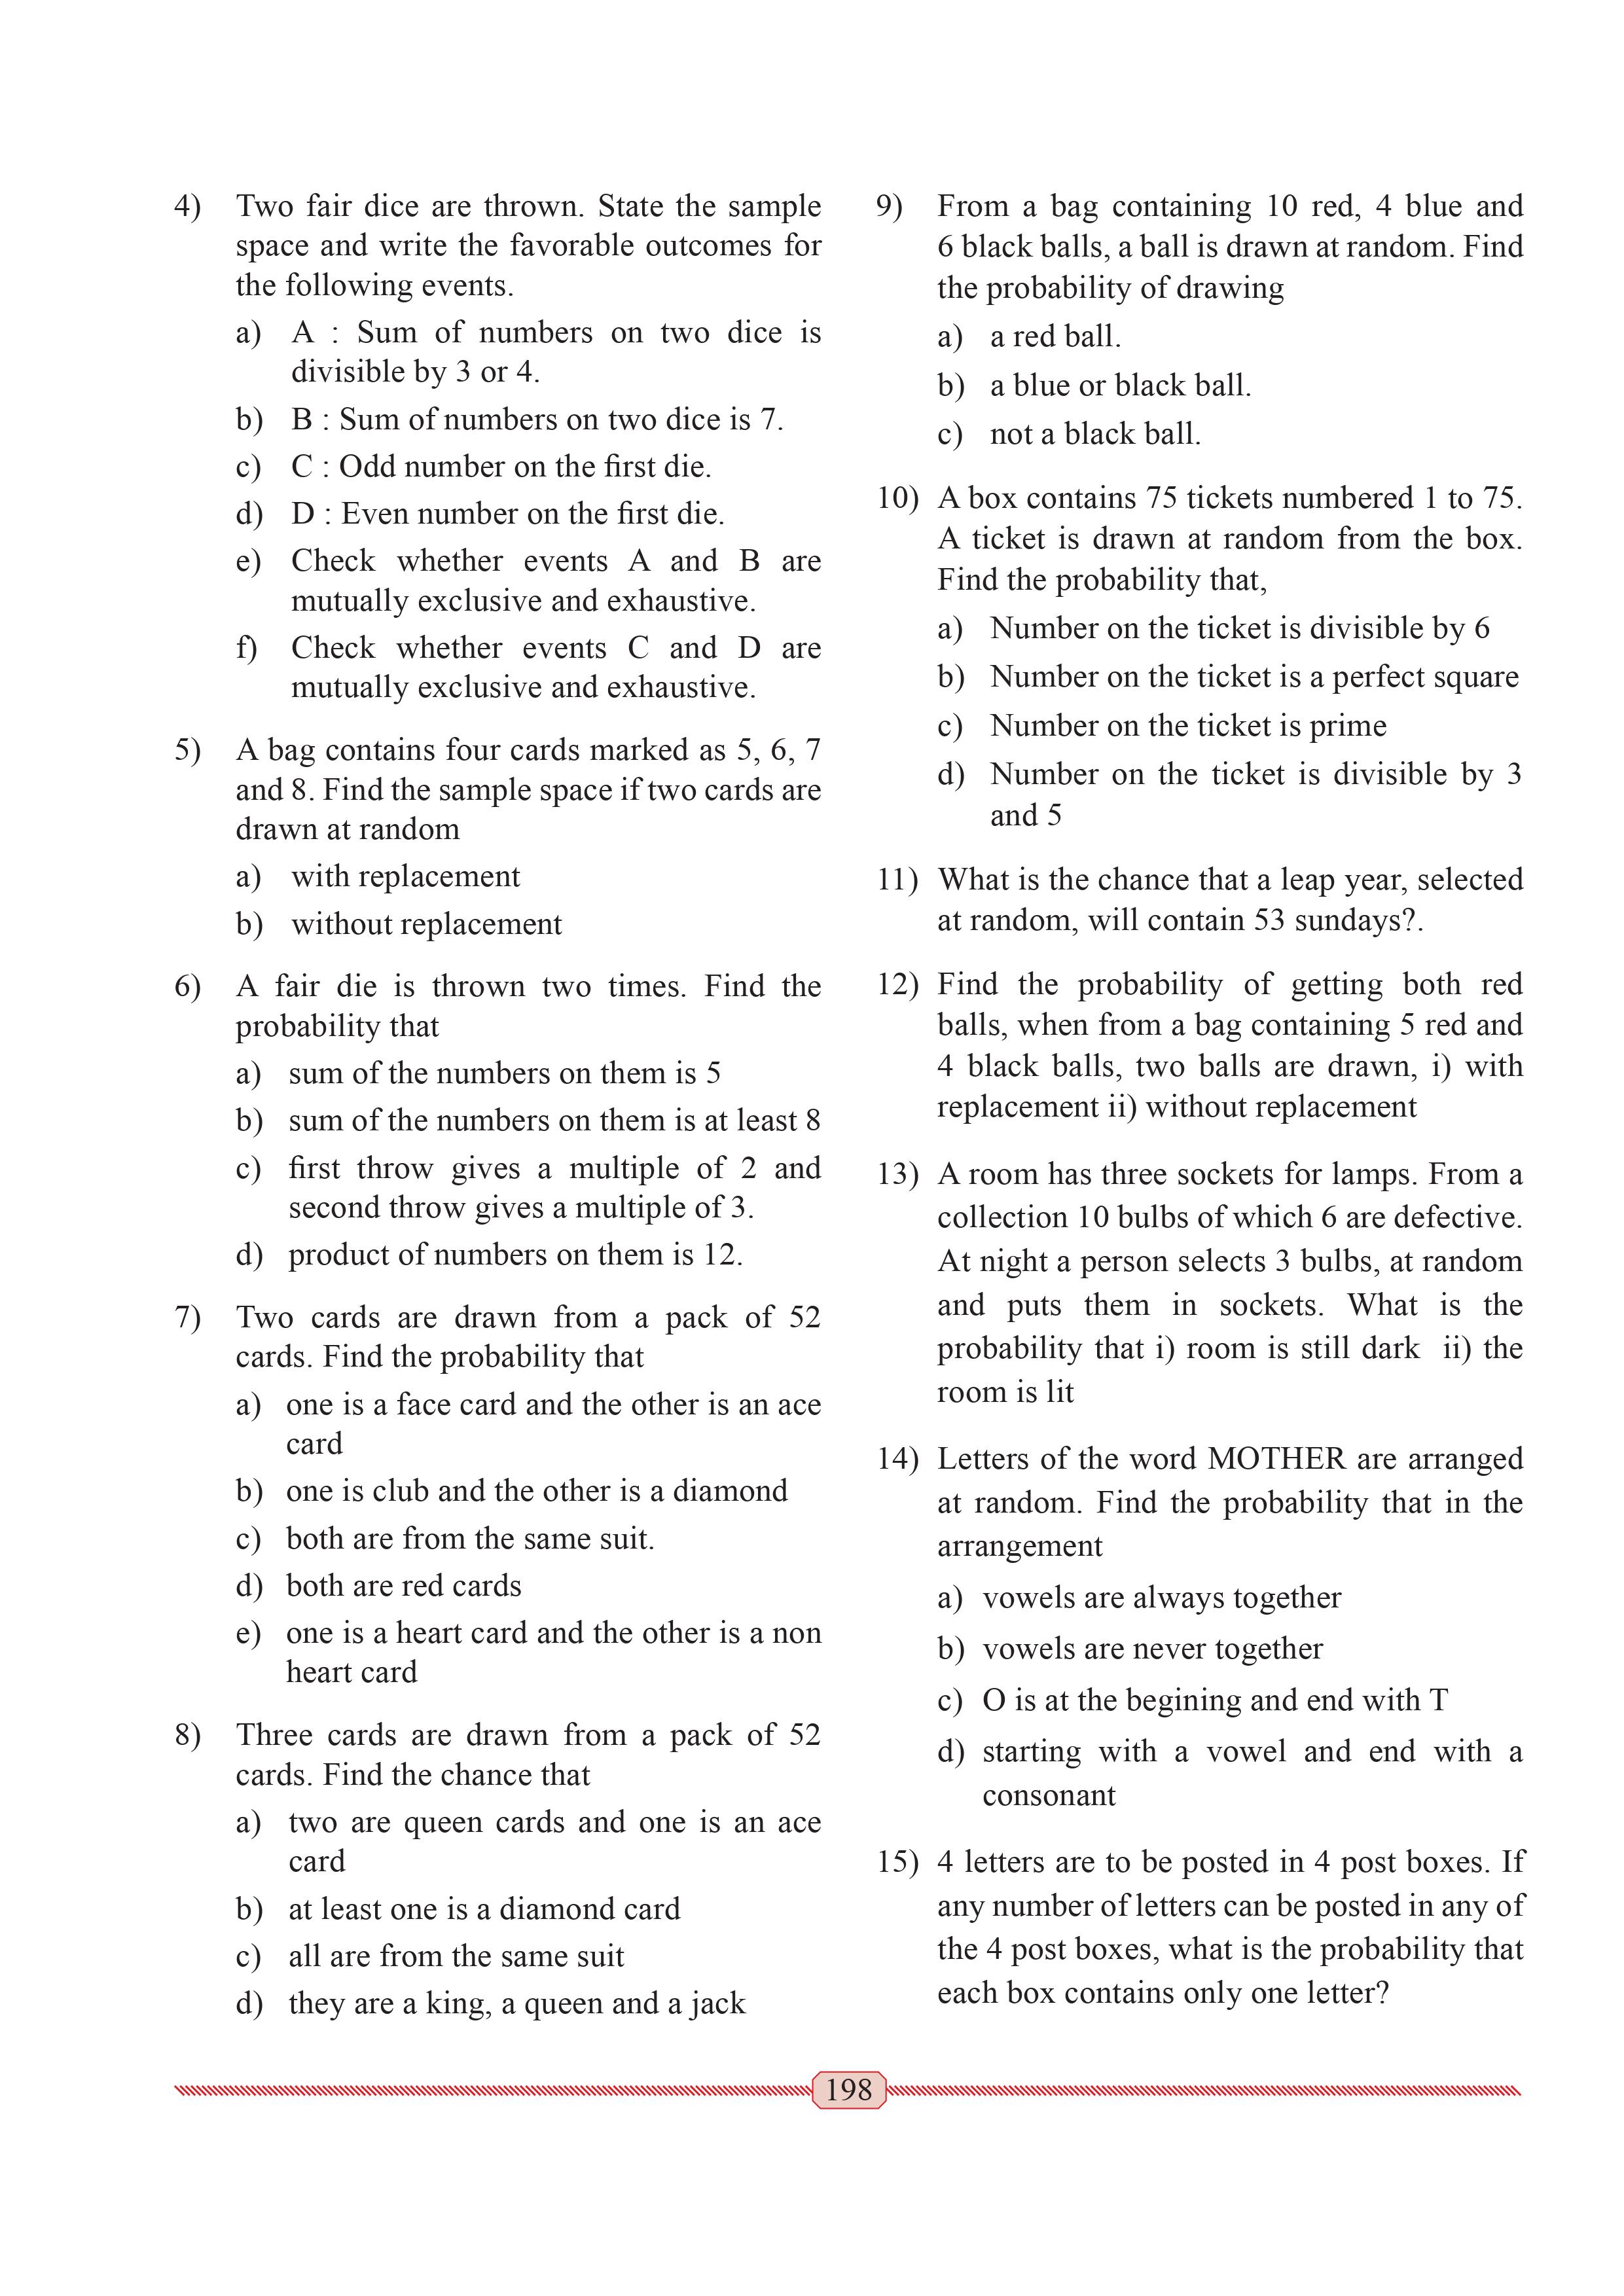 4) Two fair dice are thrown. State the sample
space and write the favorable outcomes for
the following events.
a) A : Sum of numbers on two dice is
divisible by 3 or 4.
b) B : Sum of numbers on two dice is 7.
c) C : Odd number on the first die.
d) D : Even number on the first die.
e) Check whether events A and B are
mutually exclusive and exhaustive.
f) Check whether events C and D are
mutually exclusive and exhaustive.
5) A bag contains four cards marked as 5, 6, 7
and 8. Find the sample space if two cards are
drawn at random
a) with replacement
b) without replacement
6) A fair die is thrown two times. Find the
probability that
a) sum of the numbers on them is 5
b) sum of the numbers on them is at least 8
c) first throw gives a multiple of 2 and
second throw gives a multiple of 3.
d) product of numbers on them is 12.
7) Two cards are drawn from a pack of 52
cards. Find the probability that
a) one is a face card and the other is an ace
card
b) one is club and the other is a diamond
c) both are from the same suit.
d) both are red cards
e) one is a heart card and the other is a non
heart card
8) Three cards are drawn from a pack of 52
cards. Find the chance that
a) two are queen cards and one is an ace
card
b) at least one is a diamond card
c) all are from the same suit
d) they are a king, a queen and a jack
9) From a bag containing 10 red, 4 blue and
6 black balls, a ball is drawn at random. Find
the probability of drawing
a) a red ball.
b) a blue or black ball.
c) not a black ball.
10) A box contains 75 tickets numbered 1 to 75.
A ticket is drawn at random from the box.
Find the probability that,
a) Number on the ticket is divisible by 6
b) Number on the ticket is a perfect square
c) Number on the ticket is prime
d) Number on the ticket is divisible by 3
and 5
11) What is the chance that a leap year, selected
at random, will contain 53 sundays?.
12) Find the probability of getting both red
balls, when from a bag containing 5 red and
4 black balls, two balls are drawn, i) with
replacement ii) without replacement
13) A room has three sockets for lamps. From a
collection 10 bulbs of which 6 are defective.
At night a person selects 3 bulbs, at random
and puts them in sockets. What is the
probability that i) room is still dark ii) the
room is lit
14) Letters of the word MOTHER are arranged
at random. Find the probability that in the
arrangement
a) vowels are always together
b) vowels are never together
c) O is at the begining and end with T
d) starting with a vowel and end with a
consonant
15) 4 letters are to be posted in 4 post boxes. If
any number of letters can be posted in any of
the 4 post boxes, what is the probability that
each box contains only one letter?
198